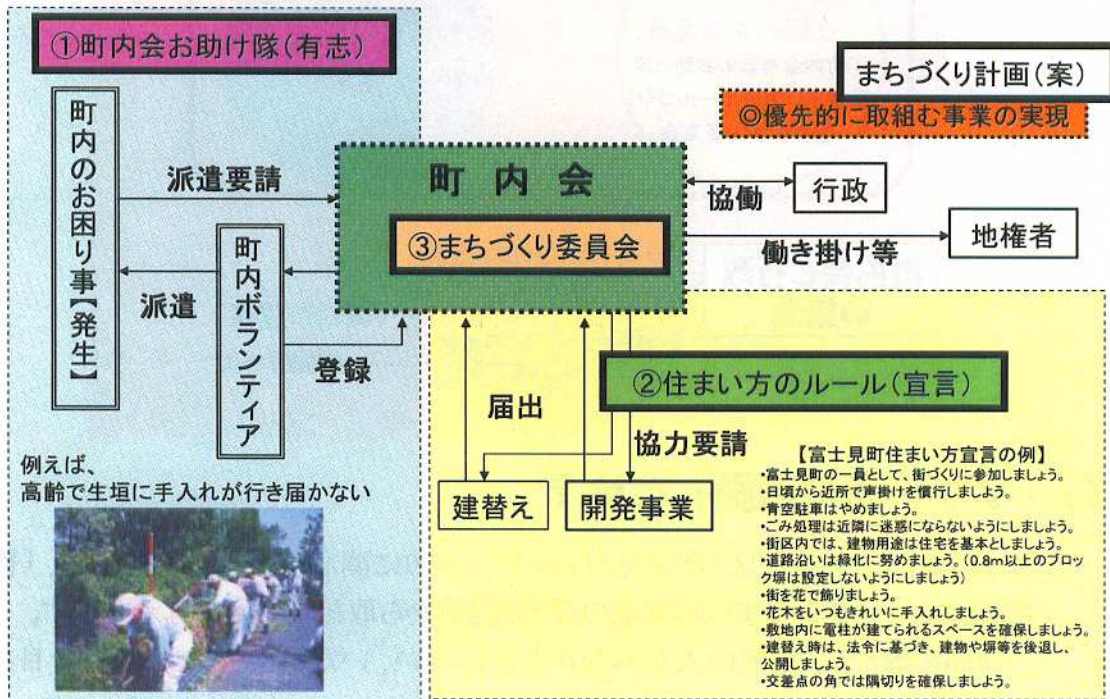 ①町内会お助け隊(有志)
まちづくり計画(案)
◎優先的に取組む事業の実現
町内のお困り事【発生】
派遣要請
町内会
③まちづくり委員会
協働
行政
働き掛け等
地権者
町内ボランティア
派遣
登録
②住まい方のルール(宣言)
届出
協力要請
建替え
開発事業
例えば、
高齢で生垣に手入れが行き届かない
【富士見町住まい方宣言の例】
・富士見町の一員として、街づくりに参加しましょう。
・日頃から近所で声掛けを慣行しましょう。
・青空駐車はやめましょう。
・ごみ処理は近隣に迷惑にならないようにしましょう。
・街区内では、建物用途は住宅を基本としましょう。
・道路沿いは緑化に努めましょう。(0.8m以上のブロッ
ク塀は設定しないようにしましょう)
・街を花で飾りましょう。
・花木をいつもきれいに手入れしましょう。
・敷地内に電柱が建てられるスペースを確保しましょう。
・建替え時は、法令に基づき、建物や塀等を後退し、
公開しましょう。
・交差点の角では隅切りを確保しましょう。